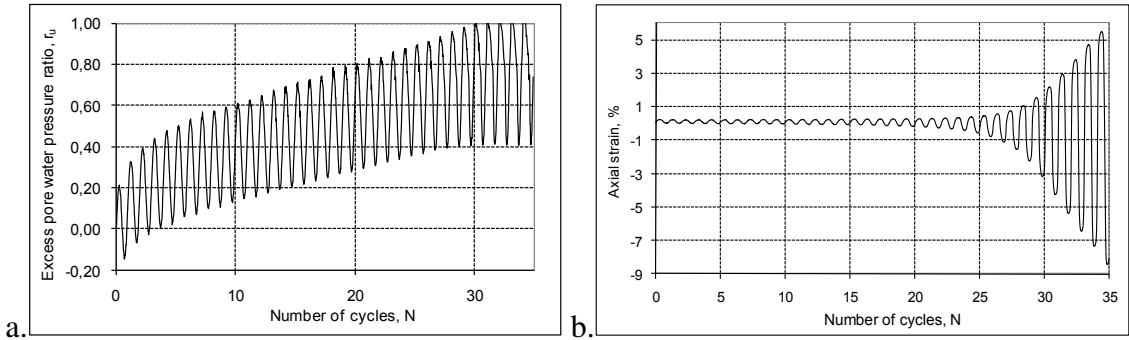 a.
Excess pore water pressure ratio, ru
1,00
0,80
0,60
0,40
0,20
0,00
-0,20
0 10 20 30
Number of cycles, N
b.
Axial strain, %
5
3
1
-1
-3
-5
-7
-9
0 5 10 15 20 25 30 35
Number of cycles, N